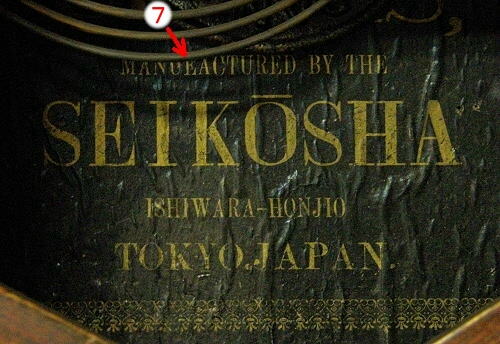 7
MANUFACTURED BY THE
SEIKŌSHA
ISHIWARA-HONJIO
TOKYO,JAPAN.